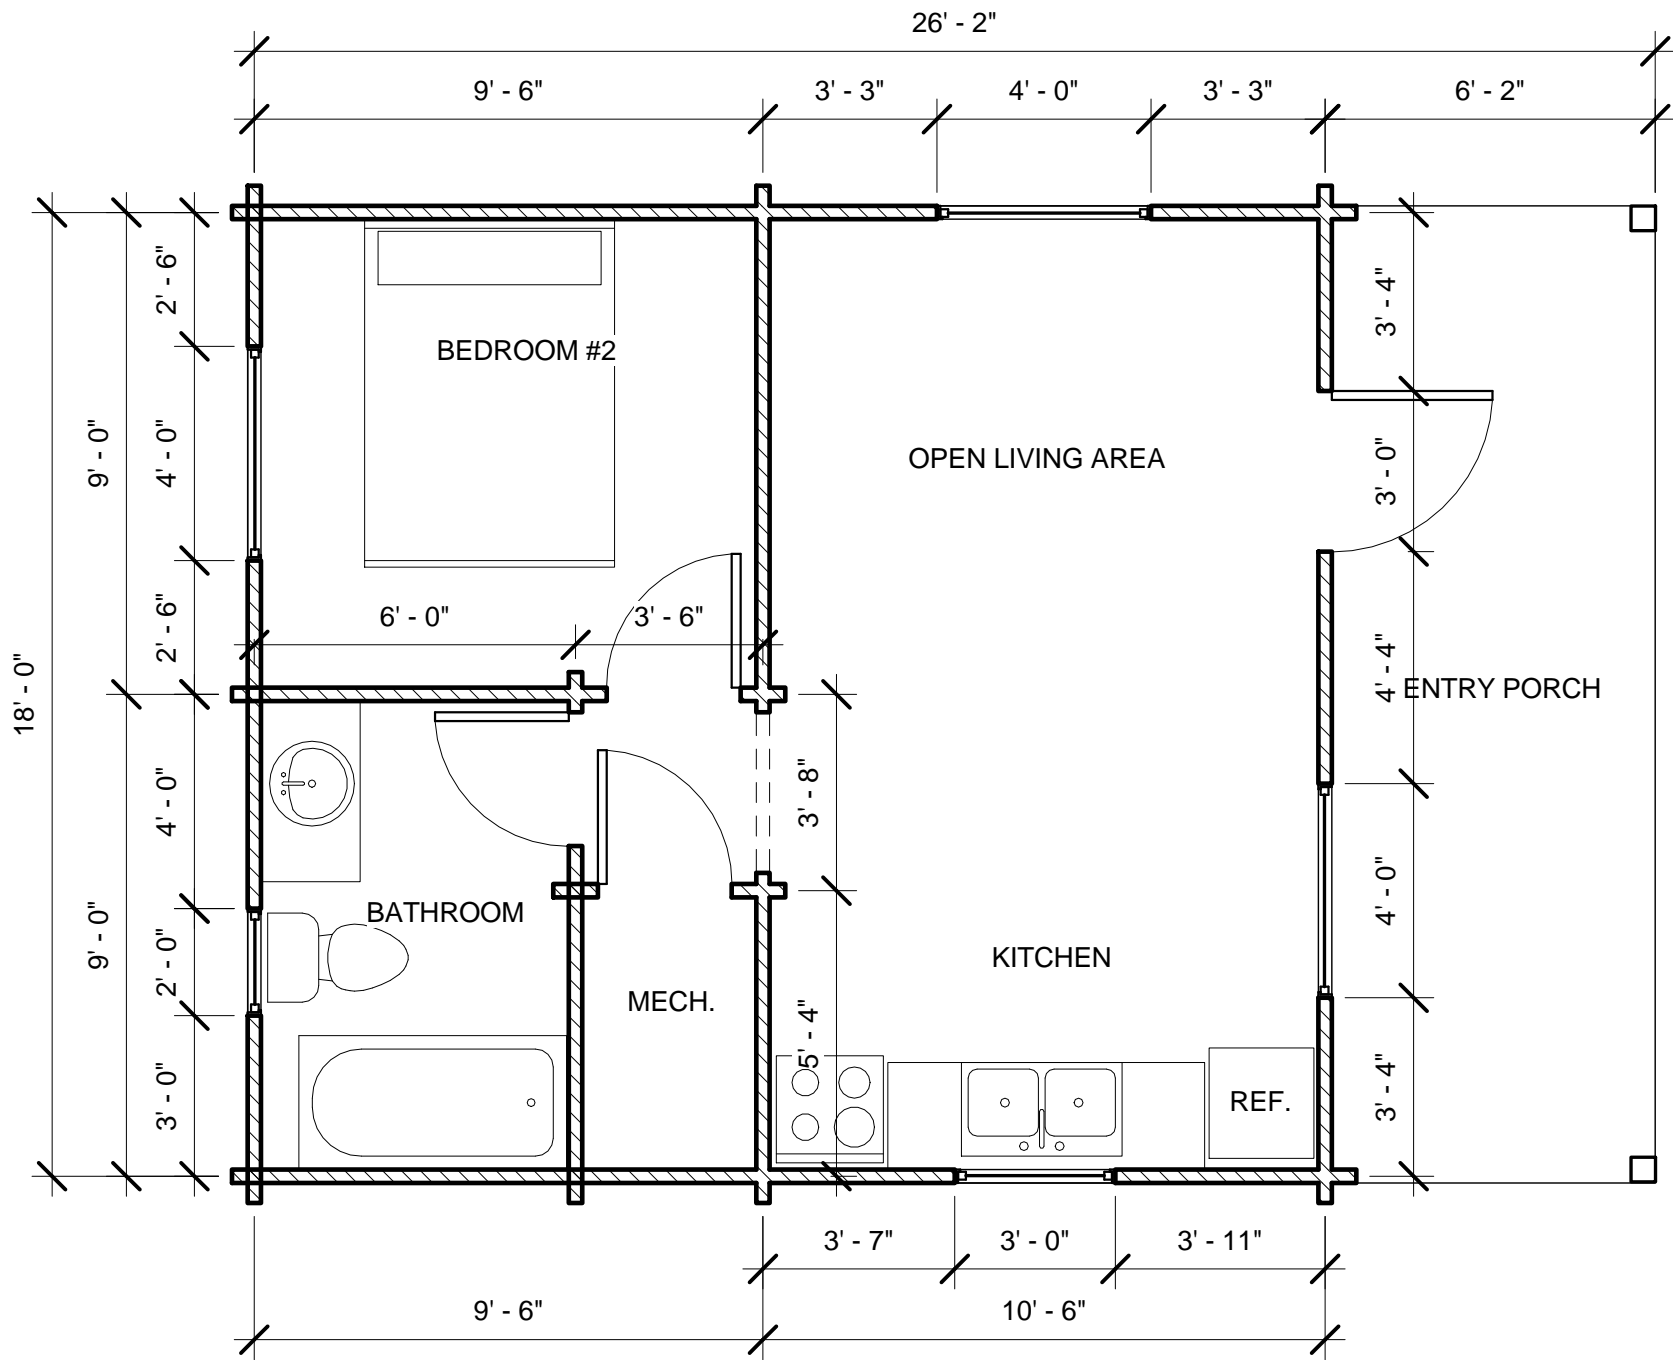 26' - 2"
9' - 6"
3' - 3"
4' - 0"
3' - 3"
6' - 2"
2' - 6"
3' - 4"
BEDROOM #2
9' - 0"
4' - 0"
OPEN LIVING AREA
3' - 0"
6' - 0"
3' - 6"
2' - 6"
18' - 0"
4' - 4"
ENTRY PORCH
4' - 0"
3' - 8"
BATHROOM
9' - 0"
2' - 0"
KITCHEN
4' - 0"
MECH.
5' - 4"
3' - 0"
REF.
3' - 4"
3' - 7"
3' - 0"
3' - 11"
9' - 6"
10' - 6"